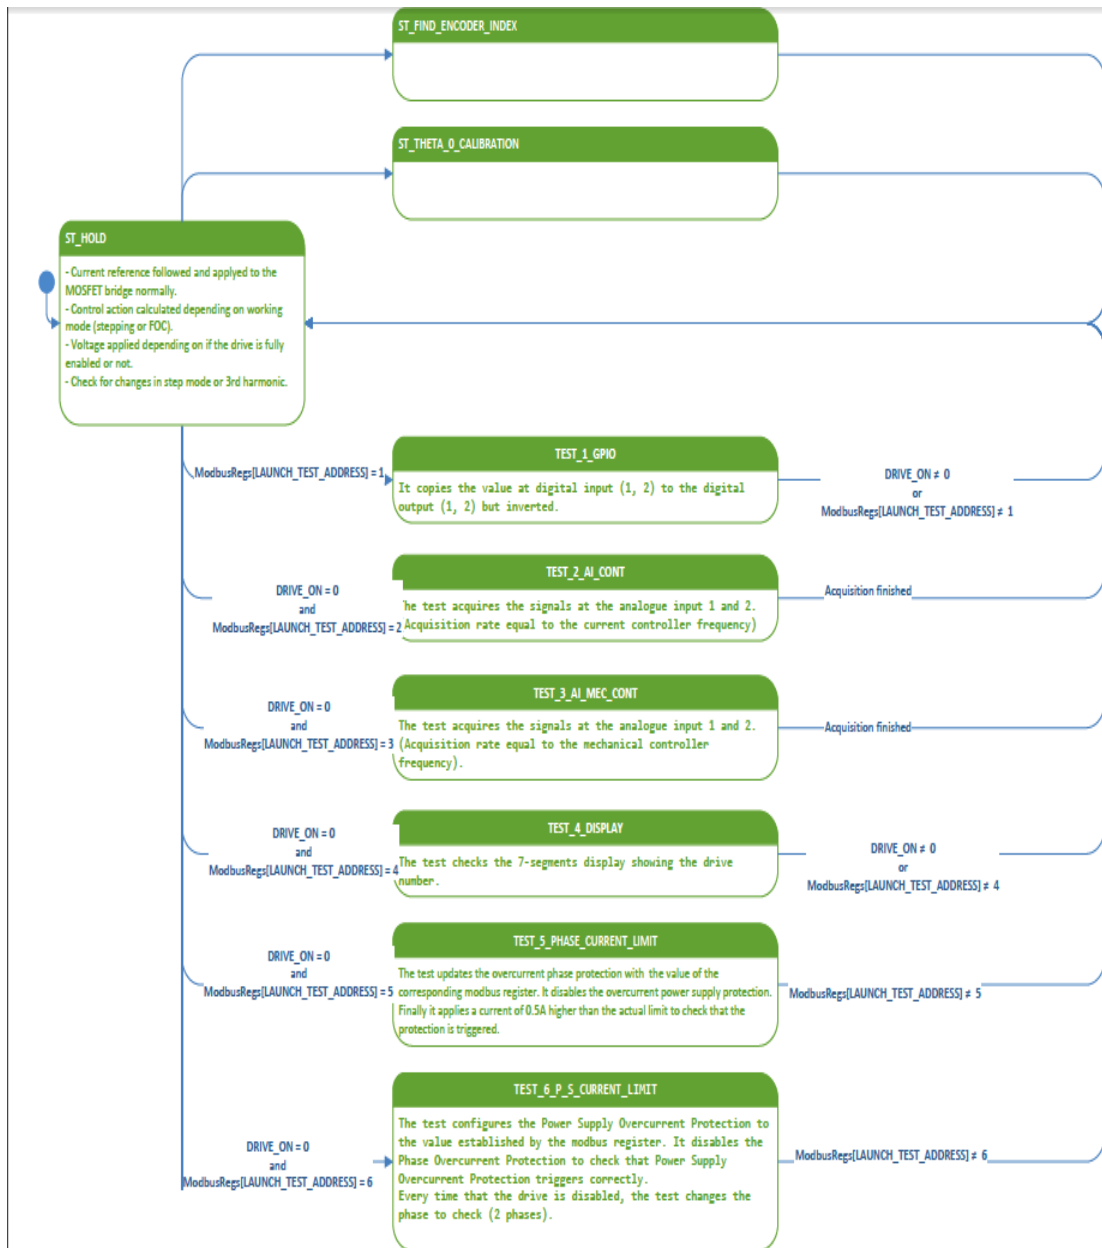 ST_FIND_ENCODER_INDEX
ST_THETA_0_CALIBRATION
ST_HOLD
- Current reference followed and applyed to the
MOSFET bridge normally.
- Control action calculated depending on working
mode (stepping or FOC).
- Voltage applied depending on if the drive is fully
enabled or not.
- Check for changes in step mode or 3rd harmonic.
ModbusRegs[LAUNCH_TEST_ADDRESS] = 1
TEST_1_GPIO
It copies the value at digital input (1, 2) to the digital
output (1, 2) but inverted.
DRIVE_ON ≠ 0
or
ModbusRegs[LAUNCH_TEST_ADDRESS] ≠ 1
DRIVE_ON = 0
and
ModbusRegs[LAUNCH_TEST_ADDRESS] = 2
TEST_2_AI_CONT
he test acquires the signals at the analogue input 1 and 2.
Acquisition rate equal to the current controller frequency)
Acquisition finished
DRIVE_ON = 0
and
ModbusRegs[LAUNCH_TEST_ADDRESS] = 3
TEST_3_AI_MEC_CONT
The test acquires the signals at the analogue input 1 and 2.
(Acquisition rate equal to the mechanical controller
frequency).
Acquisition finished
DRIVE_ON = 0
and
ModbusRegs[LAUNCH_TEST_ADDRESS] = 4
TEST_4_DISPLAY
The test checks the 7-segments display showing the drive
number.
DRIVE_ON ≠ 0
or
ModbusRegs[LAUNCH_TEST_ADDRESS] ≠ 4
DRIVE_ON = 0
and
ModbusRegs[LAUNCH_TEST_ADDRESS] = 5
TEST_5_PHASE_CURRENT_LIMIT
The test updates the overcurrent phase protection with the value of the
corresponding modbus register. It disables the overcurrent power supply protection.
Finally it applies a current of 0.5A higher than the actual limit to check that the
protection is triggered.
ModbusRegs[LAUNCH_TEST_ADDRESS] ≠ 5
DRIVE_ON = 0
and
ModbusRegs[LAUNCH_TEST_ADDRESS] = 6
TEST_6_P_S_CURRENT_LIMIT
The test configures the Power Supply Overcurrent Protection to
the value established by the modbus register. It disables the
Phase Overcurrent Protection to check that Power Supply
Overcurrent Protection triggers correctly.
Every time that the drive is disabled, the test changes the
phase to check (2 phases).
ModbusRegs[LAUNCH_TEST_ADDRESS] ≠ 6